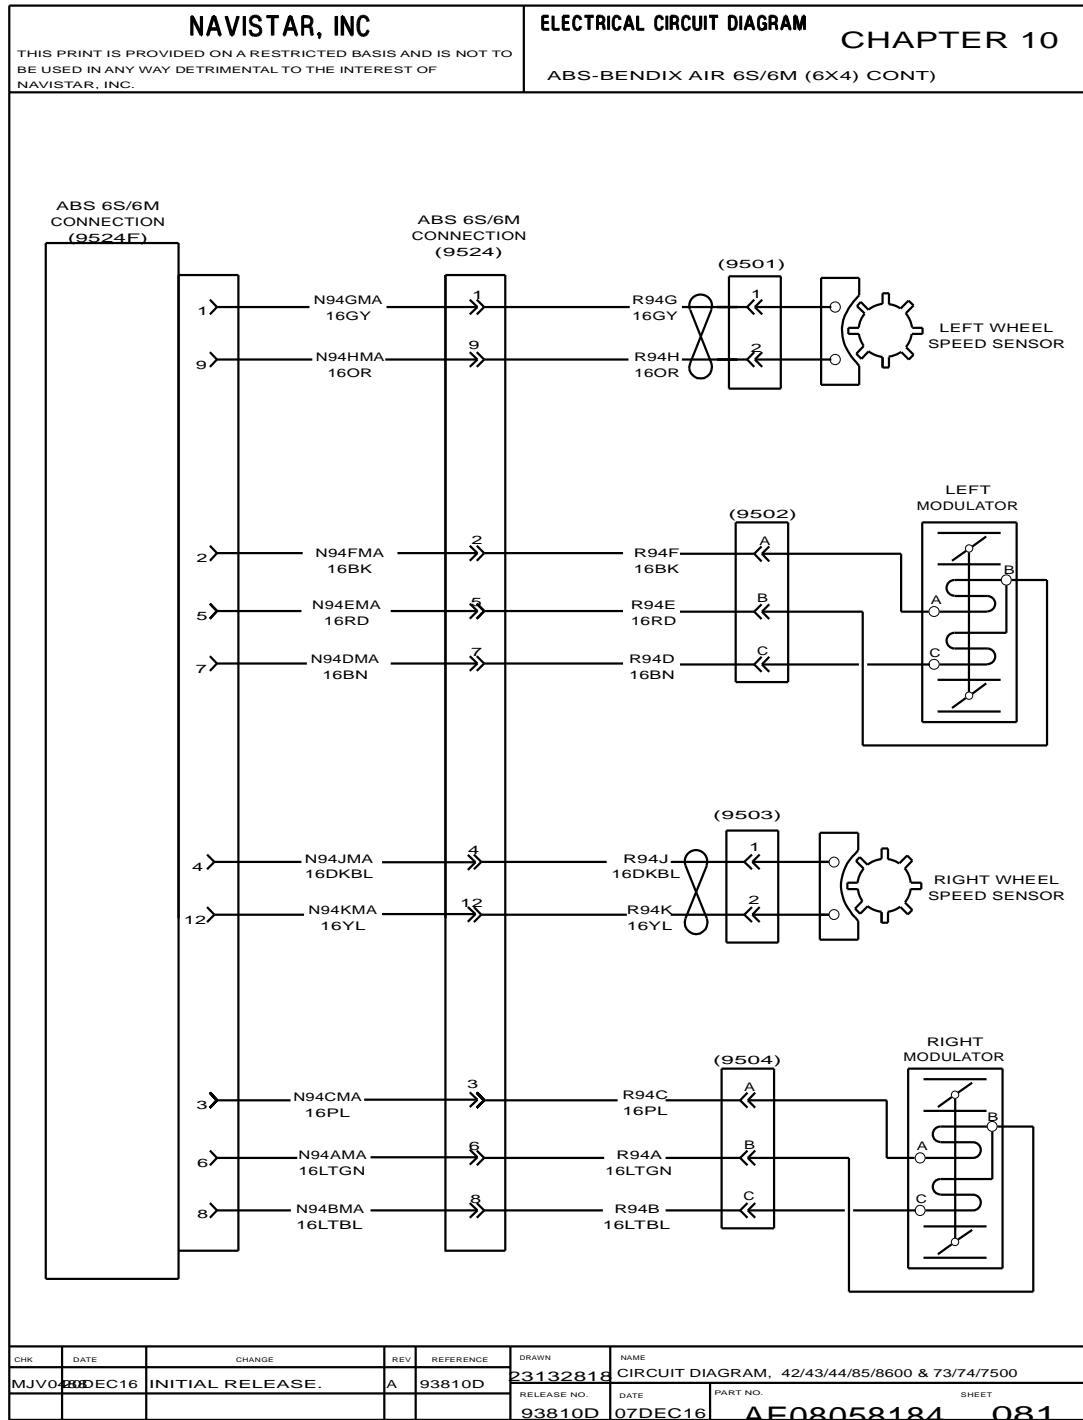 NAVISTAR, INC
THIS PRINT IS PROVIDED ON A RESTRICTED BASIS AND IS NOT TO
BE USED IN ANY WAY DETRIMENTAL TO THE INTEREST OF
NAVISTAR, INC.
ELECTRICAL CIRCUIT DIAGRAM
CHAPTER 10
ABS-BENDIX AIR 6S/6M (6X4) CONT)
ABS 6S/6M
CONNECTION
(9524F)
ABS 6S/6M
CONNECTION
(9524)
(9501)
1 N94GMA 1 R94G 1
16GY 16GY
LEFT WHEEL
SPEED SENSOR
9 N94HMA 9 R94H 2
16OR 16OR
LEFT
MODULATOR
(9502)
2 N94FMA 2 R94F A
16BK 16BK
B
5 N94EMA 5 R94E B A
16RD 16RD
7 N94DMA 7 R94D C C
16BN 16BN
(9503)
4 N94JMA 4 R94J 1
16DKBL 16DKBL
RIGHT WHEEL
SPEED SENSOR
12 N94KMA 12 R94K 2
16YL 16YL
RIGHT
MODULATOR
(9504)
3 N94CMA 3 R94C A
16PL 16PL
B
6 N94AMA 6 R94A B A
16LTGN 16LTGN
8 N94BMA 8 R94B C C
16LTBL 16LTBL
CHK DATE CHANGE REV REFERENCE DRAWN NAME
DEC16 INITIAL RELEASE. A 93810D 23132818 CIRCUIT DIAGRAM, 42/43/44/85/8600 & 73/74/7500
RELEASE NO. DATE PART NO. SHEET
93810D 07DEC16 AE08058184 081